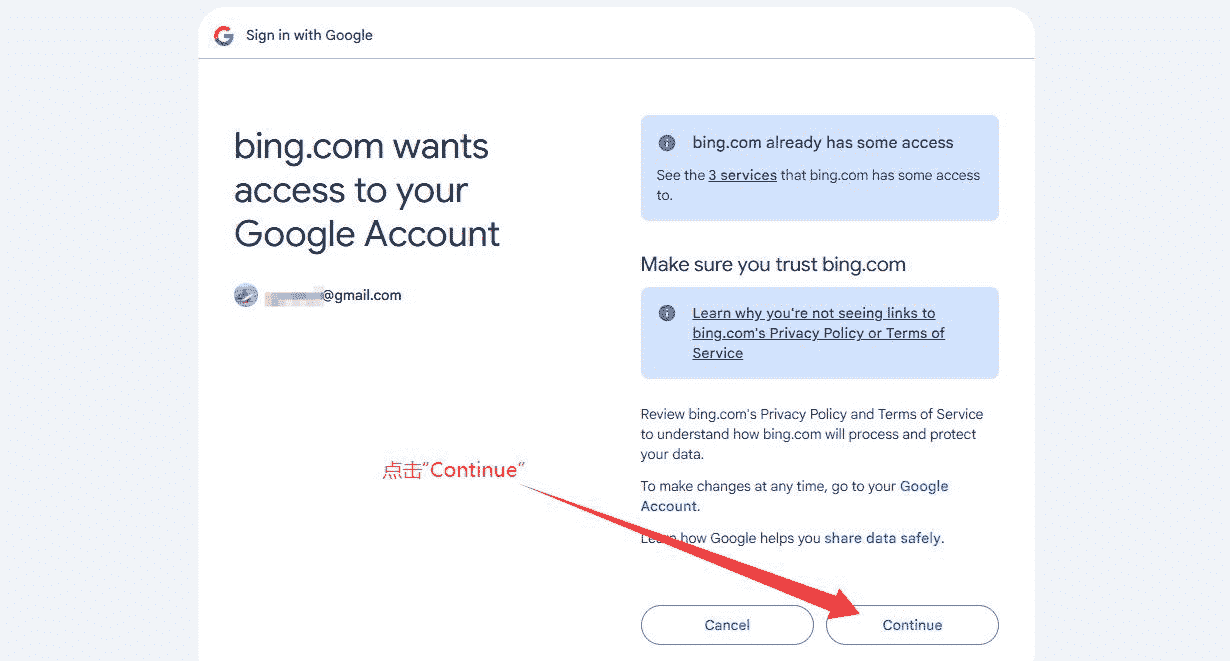 Sign in with Google
bing.com wants
access to your
Google Account
@gmail.com
bing.com already has some access
See the 3 services that bing.com has some access
to.
Make sure you trust bing.com
Learn why you're not seeing links to
bing.com's Privacy Policy or Terms of
Service
Review bing.com's Privacy Policy and Terms of Service
to understand how bing.com will process and protect
your data.
To make changes at any time, go to your Google
Account.
Learn how Google helps you share data safely.
点击"Continue"
Cancel
Continue